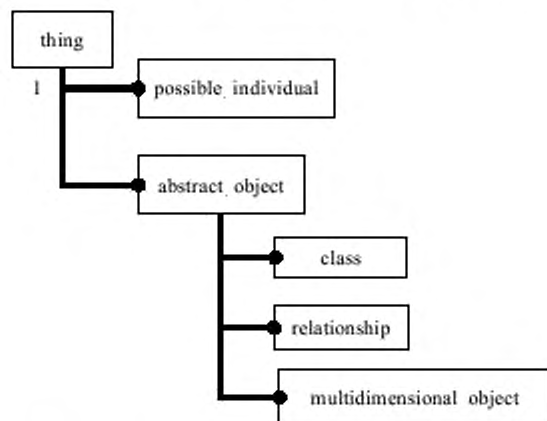 thing
1
possible_individual
abstract_object
class
relationship
multidimensional_object